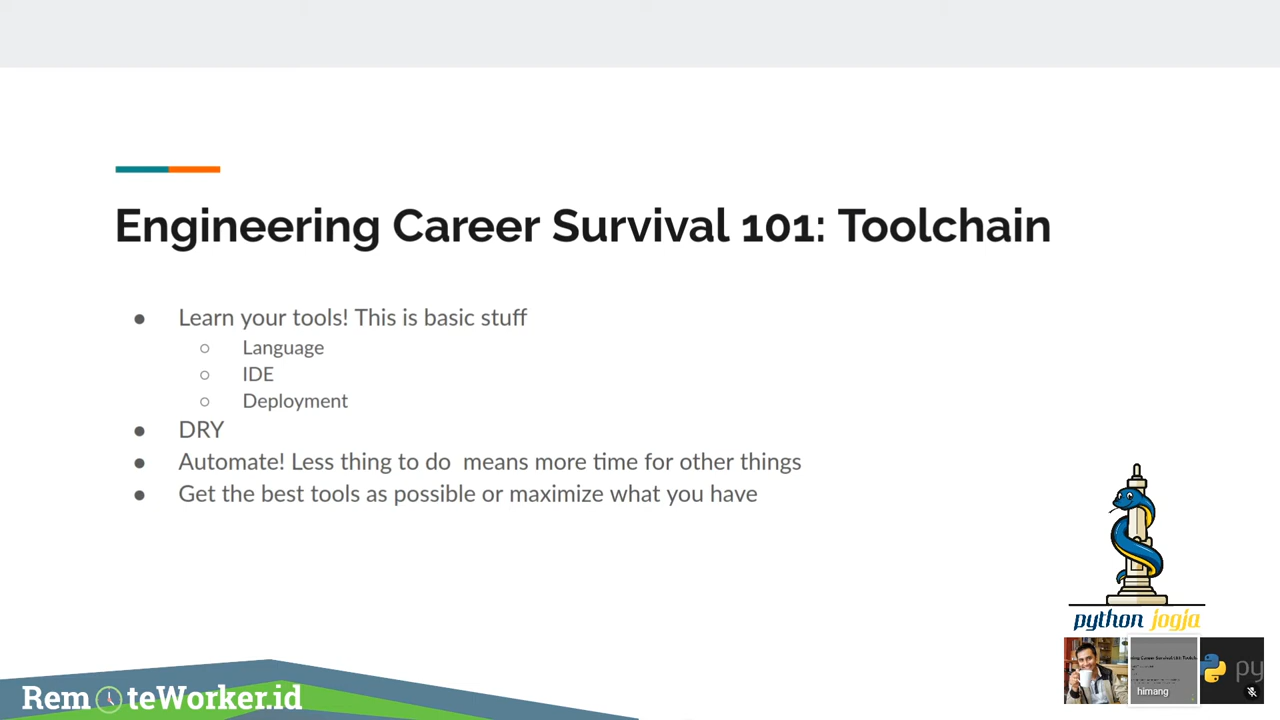 Engineering Career Survival 101: Toolchain
● Learn your tools! This is basic stuff
○ Language
○ IDE
○ Deployment
● DRY
● Automate! Less thing to do  means more time for other things
● Get the best tools as possible or maximize what you have
python jogja
himang
py
RemoteWorker.id